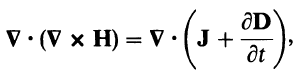 ∇ · (∇ × H) = ∇ · (J + ∂D/∂t),